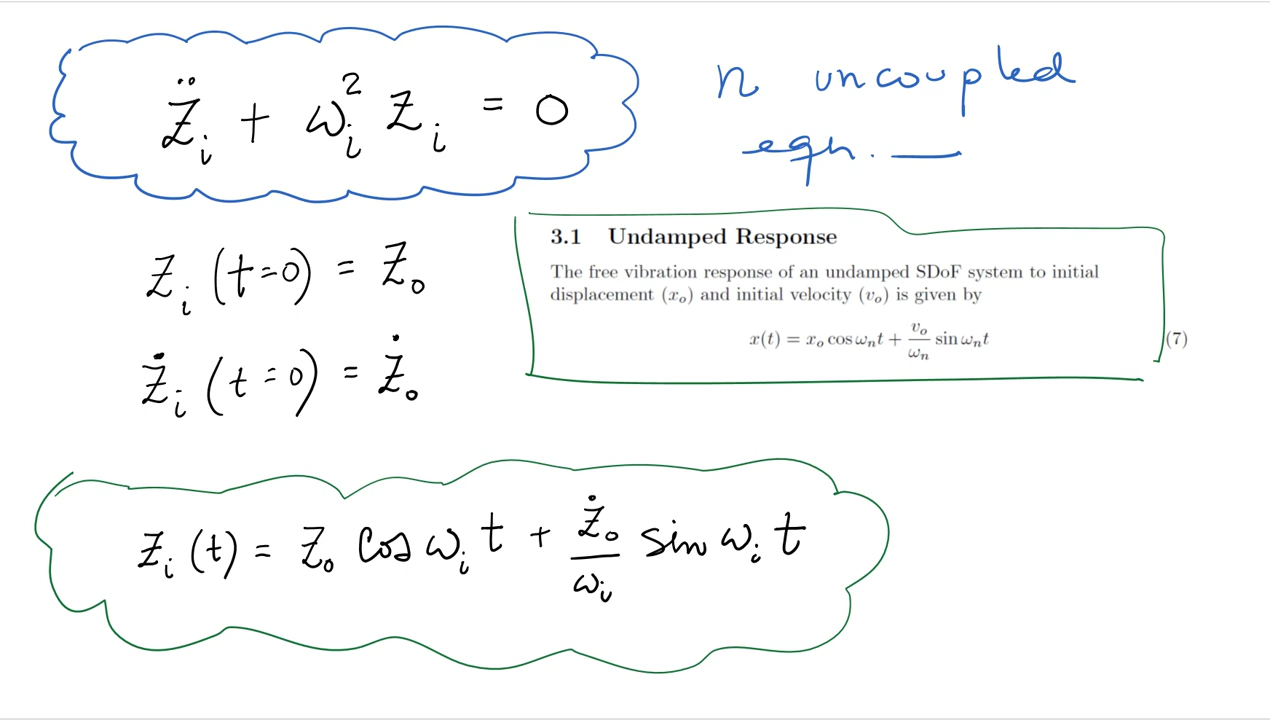 z̈ᵢ + ωᵢ² zᵢ = 0
n uncoupled
eqn. —
zᵢ (t=0) = z₀
żᵢ (t=0) = ż₀
3.1 Undamped Response
The free vibration response of an undamped SDoF system to initial
displacement (xₒ) and initial velocity (vₒ) is given by
x(t) = xₒ cos ωₙt + vₒ/ωₙ sin ωₙt (7)
zᵢ (t) = z₀ cos ωᵢ t + ż₀/ωᵢ sin ωᵢ t